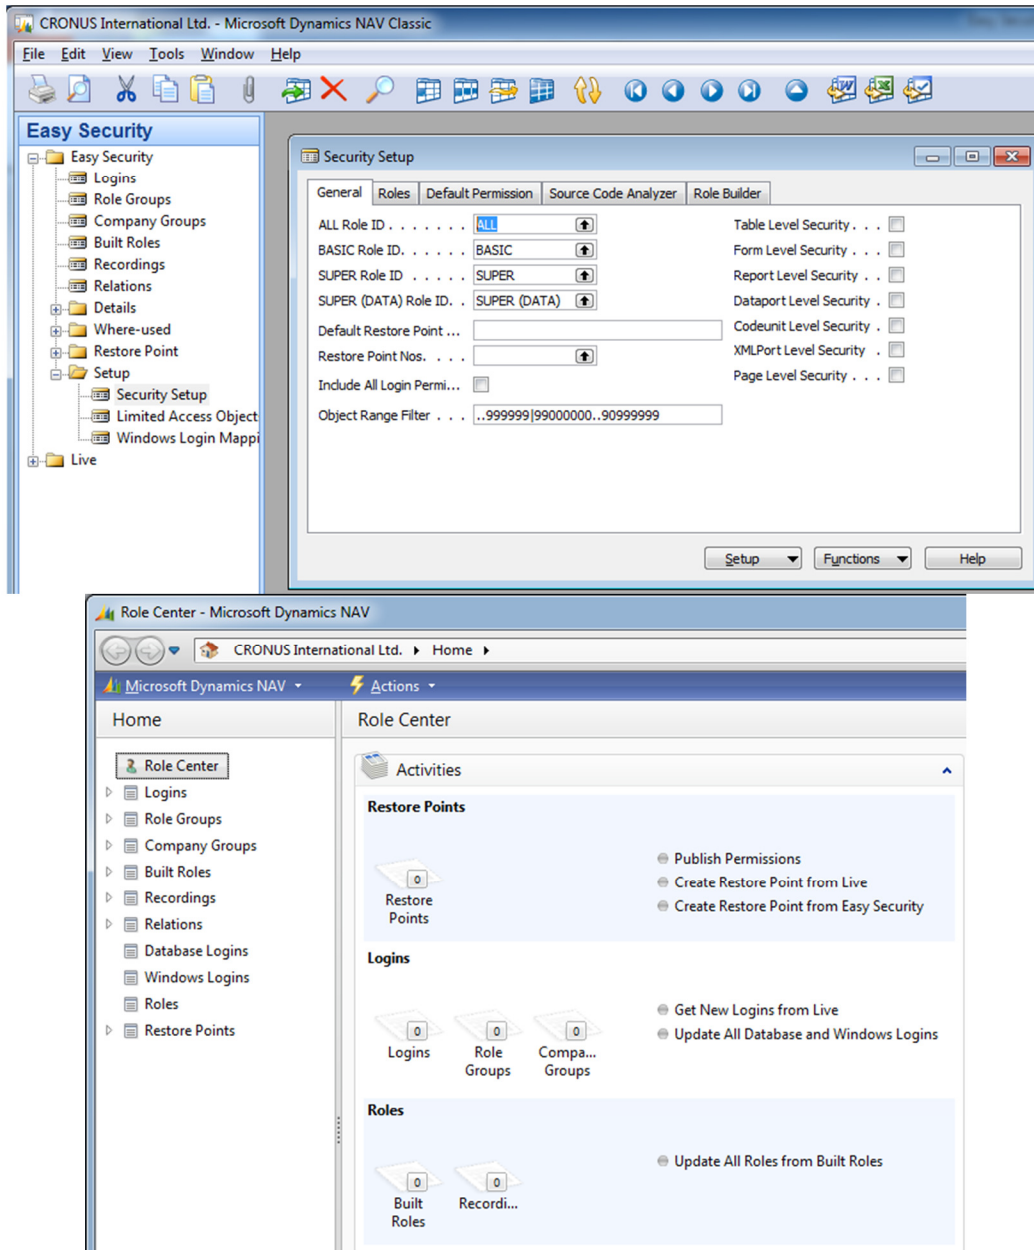 CRONUS International Ltd. - Microsoft Dynamics NAV Classic
File Edit View Tools Window Help
Easy Security
Easy Security
Logins
Role Groups
Company Groups
Built Roles
Recordings
Relations
Details
Where-used
Restore Point
Setup
Security Setup
Limited Access Object
Windows Login Mappi
Live
Security Setup
General Roles Default Permission Source Code Analyzer Role Builder
ALL Role ID . . . . . . . ALL
BASIC Role ID. . . . . . BASIC
SUPER Role ID . . . . . SUPER
SUPER (DATA) Role ID. . SUPER (DATA)
Default Restore Point ...
Restore Point Nos. . . . .
Include All Login Permi...
Object Range Filter . . . ..999999|99000000..90999999
Table Level Security . . .
Form Level Security . . .
Report Level Security . .
Dataport Level Security .
Codeunit Level Security .
XMLPort Level Security .
Page Level Security . . .
Setup Functions Help
Role Center - Microsoft Dynamics NAV
CRONUS International Ltd. Home
Microsoft Dynamics NAV Actions
Home
Role Center
Logins
Role Groups
Company Groups
Built Roles
Recordings
Relations
Database Logins
Windows Logins
Roles
Restore Points
Role Center
Activities
Restore Points
0
Restore
Points
Publish Permissions
Create Restore Point from Live
Create Restore Point from Easy Security
Logins
0 0 0
Logins Role Compa...
Groups Groups
Get New Logins from Live
Update All Database and Windows Logins
Roles
0 0
Built Recordi...
Roles
Update All Roles from Built Roles